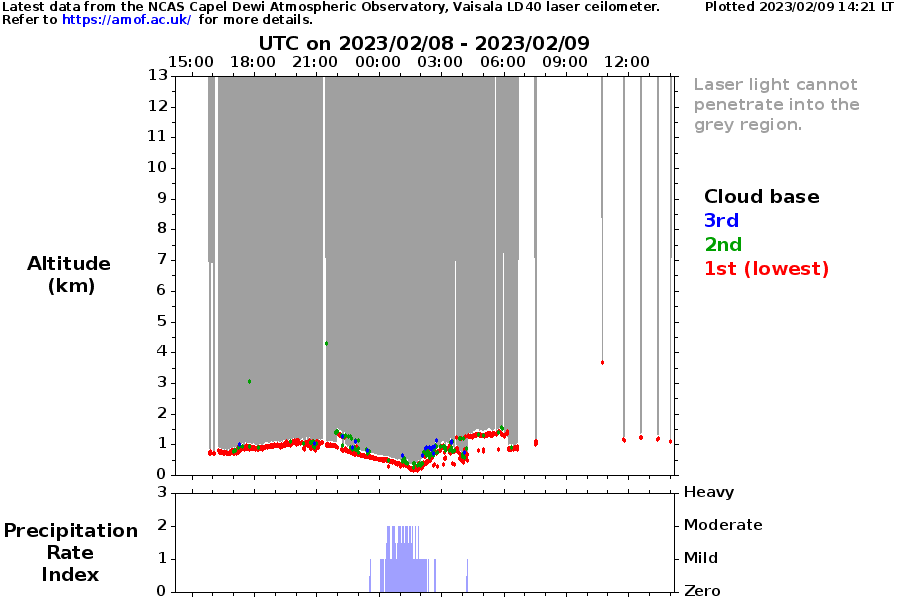 Latest data from the NCAS Capel Dewi Atmospheric Observatory, Vaisala LD40 laser ceilometer. Plotted 2023/02/09 14:21 LT
Refer to https://amof.ac.uk/ for more details.
UTC on 2023/02/08 - 2023/02/09
15:00 18:00 21:00 00:00 03:00 06:00 09:00 12:00
13
12
11
10
9
8
7
6
5
4
3
2
1
0
Altitude
(km)
Laser light cannot
penetrate into the
grey region.
Cloud base
3rd
2nd
1st (lowest)
3 Heavy
2 Moderate
1 Mild
0 Zero
Precipitation
Rate
Index